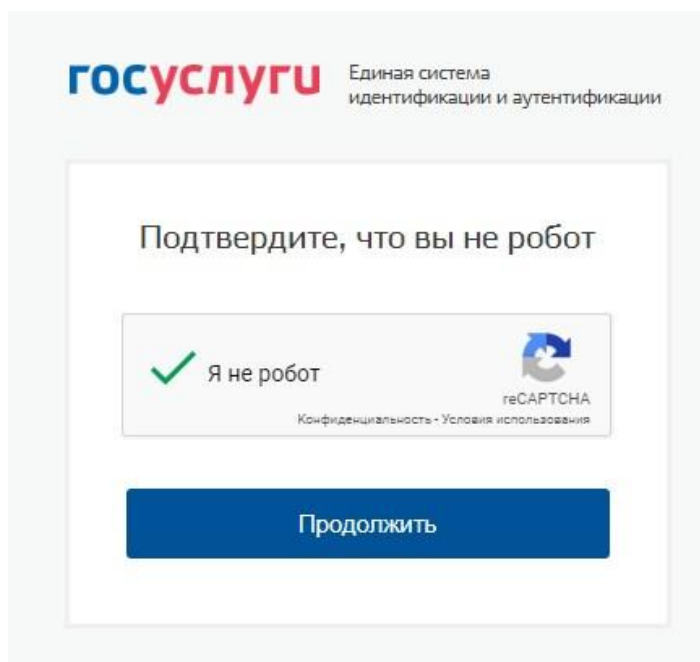 госуслуги
Единая система
идентификации и аутентификации
Подтвердите, что вы не робот
Я не робот
reCAPTCHA
Конфиденциальность - Условия использования
Продолжить